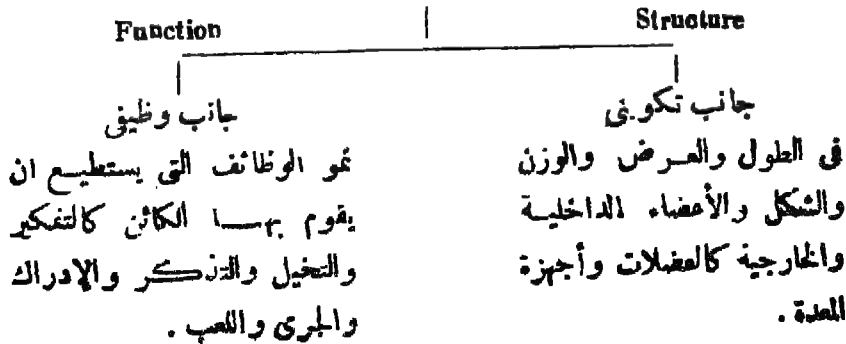 Structure
Function
جانب تكوينى
فى الطول والعرض والوزن
والشكل والأعضاء الداخلية
والخارجية كالعضلات وأجهزة
المعدة .
جانب وظيفى
نمو الوظائف التى يستطيع ان
يقوم بهــا الكائن كالتفكير
والتخيل والتذكر والإدراك
والجرى واللعب .